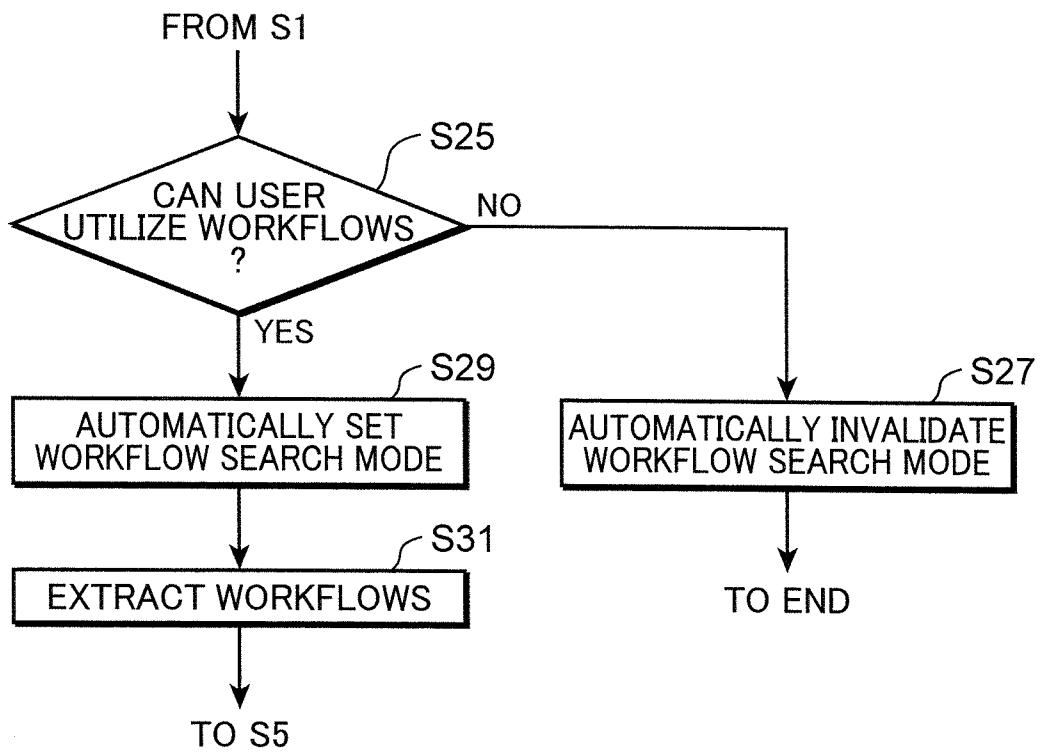 FROM S1
S25
CAN USER
UTILIZE WORKFLOWS
?
NO
YES
S29
AUTOMATICALLY SET
WORKFLOW SEARCH MODE
S27
AUTOMATICALLY INVALIDATE
WORKFLOW SEARCH MODE
S31
EXTRACT WORKFLOWS
TO END
TO S5